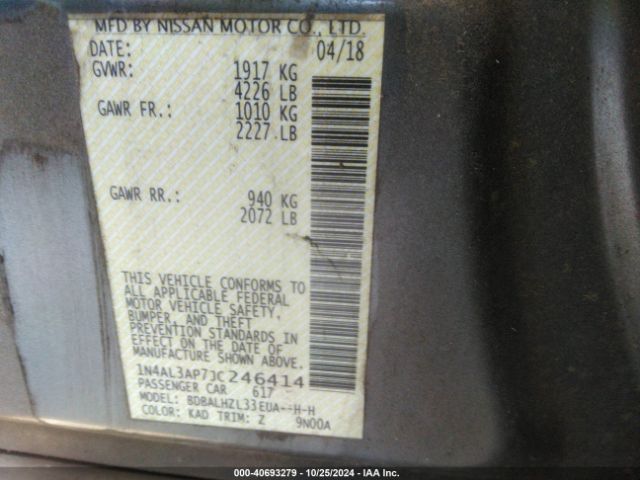 MFD BY NISSAN MOTOR CO., LTD.
DATE: 04/18
GVWR: 1917 KG
4226 LB
GAWR FR.: 1010 KG
2227 LB
GAWR RR.: 940 KG
2072 LB
THIS VEHICLE CONFORMS TO
ALL APPLICABLE FEDERAL
MOTOR VEHICLE SAFETY,
BUMPER, AND THEFT
PREVENTION STANDARDS IN
EFFECT ON THE DATE OF
MANUFACTURE SHOWN ABOVE.
1N4AL3AP7JC246414
PASSENGER CAR 617
MODEL: BDBALHZL33EUA--H-H
COLOR: KAD TRIM: Z 9N00A
000-40693279 - 10/25/2024 - IAA Inc.